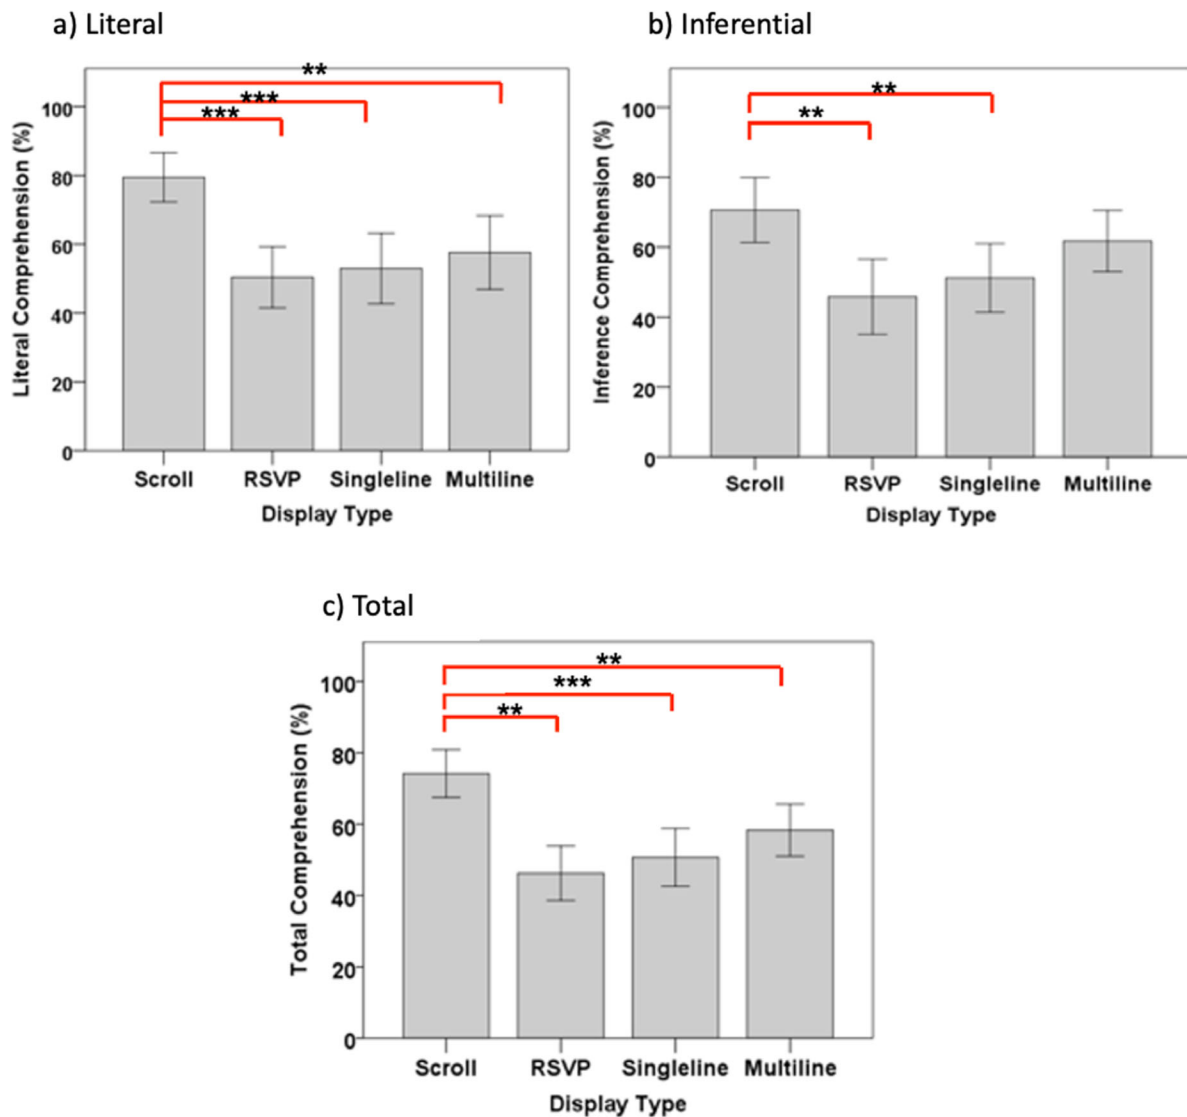 a) Literal
**
***
***
100
80
60
40
20
0
Literal Comprehension (%)
Scroll RSVP Singleline Multiline
Display Type
b) Inferential
**
**
100
80
60
40
20
0
Inference Comprehension (%)
Scroll RSVP Singleline Multiline
Display Type
c) Total
**
***
**
100
80
60
40
20
0
Total Comprehension (%)
Scroll RSVP Singleline Multiline
Display Type